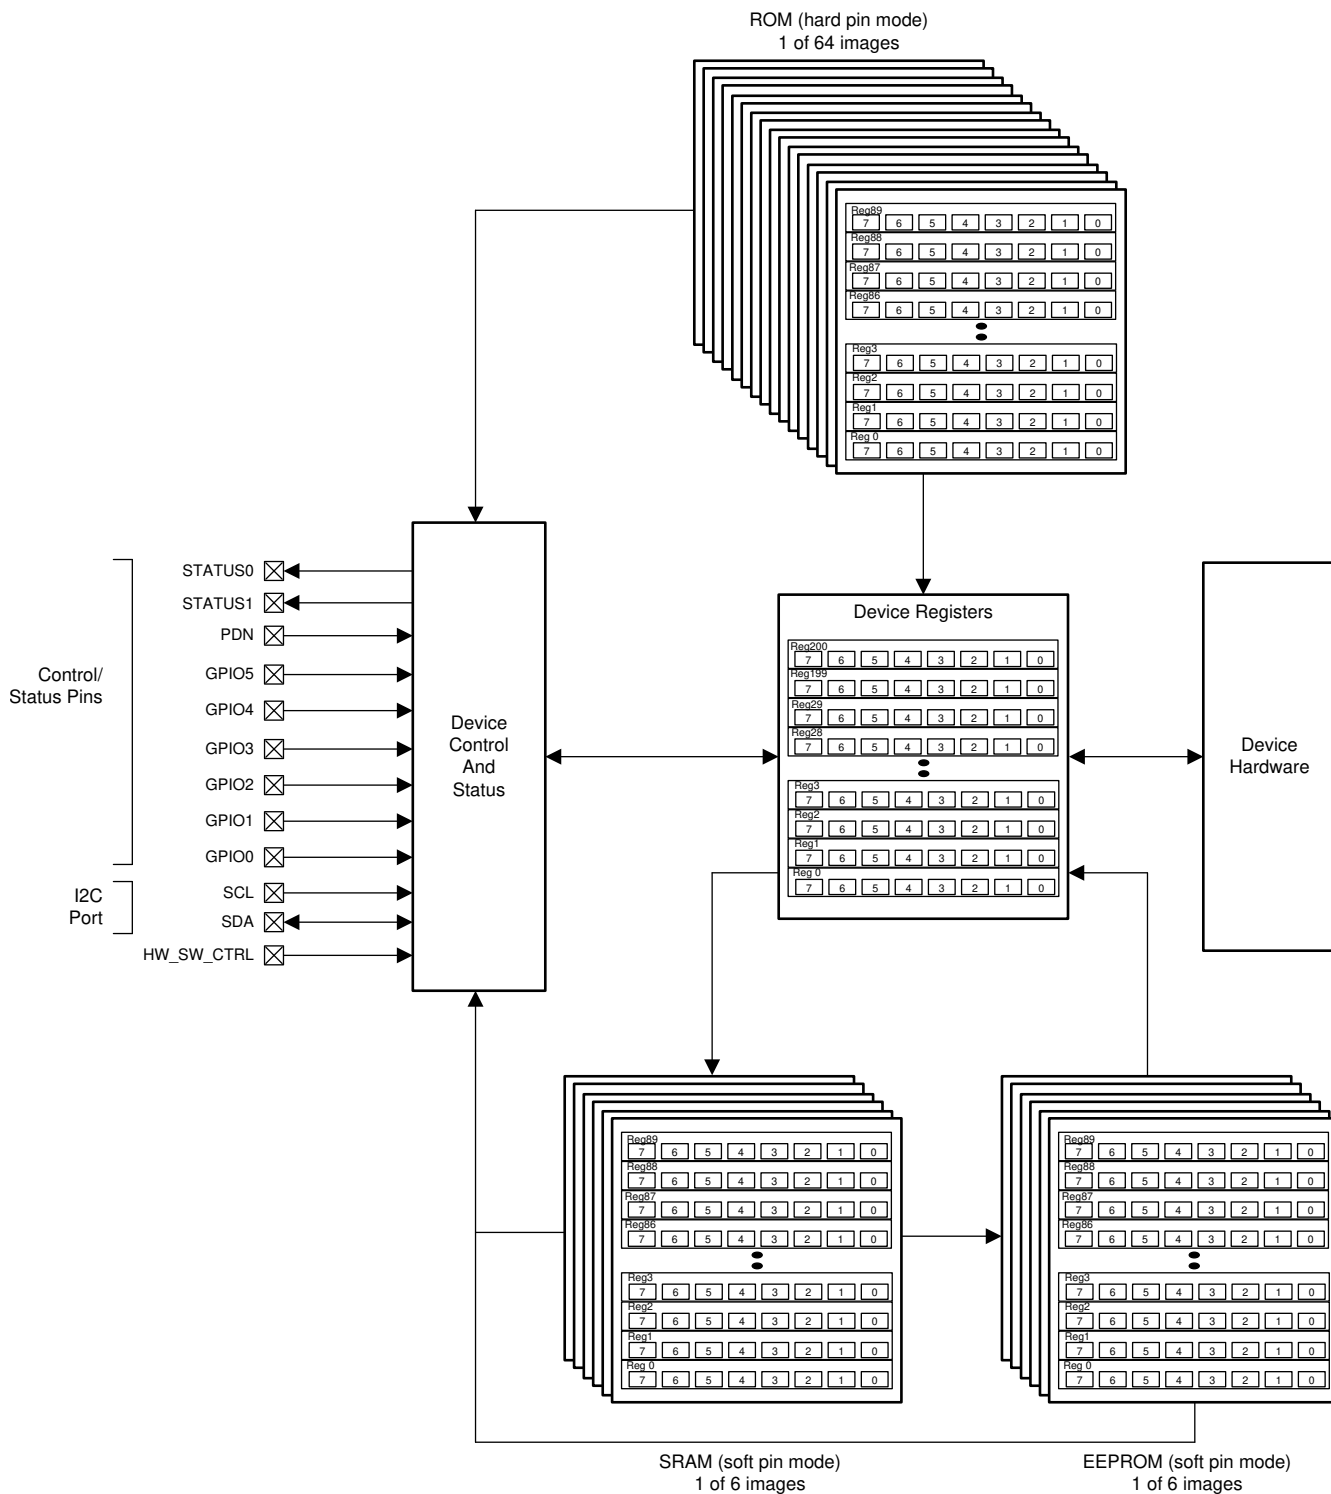 ROM (hard pin mode)
1 of 64 images
Reg89
7 6 5 4 3 2 1 0
Reg88
7 6 5 4 3 2 1 0
Reg87
7 6 5 4 3 2 1 0
Reg86
7 6 5 4 3 2 1 0
Reg3
7 6 5 4 3 2 1 0
Reg2
7 6 5 4 3 2 1 0
Reg1
7 6 5 4 3 2 1 0
Reg 0
7 6 5 4 3 2 1 0
Control/
Status Pins
STATUS0
STATUS1
PDN
GPIO5
GPIO4
GPIO3
GPIO2
GPIO1
GPIO0
I2C
Port
SCL
SDA
HW_SW_CTRL
Device
Control
And
Status
Device Registers
Reg200
7 6 5 4 3 2 1 0
Reg199
7 6 5 4 3 2 1 0
Reg29
7 6 5 4 3 2 1 0
Reg28
7 6 5 4 3 2 1 0
Reg3
7 6 5 4 3 2 1 0
Reg2
7 6 5 4 3 2 1 0
Reg1
7 6 5 4 3 2 1 0
Reg 0
7 6 5 4 3 2 1 0
Device
Hardware
Reg89
7 6 5 4 3 2 1 0
Reg88
7 6 5 4 3 2 1 0
Reg87
7 6 5 4 3 2 1 0
Reg86
7 6 5 4 3 2 1 0
Reg3
7 6 5 4 3 2 1 0
Reg2
7 6 5 4 3 2 1 0
Reg1
7 6 5 4 3 2 1 0
Reg 0
7 6 5 4 3 2 1 0
SRAM (soft pin mode)
1 of 6 images
Reg89
7 6 5 4 3 2 1 0
Reg88
7 6 5 4 3 2 1 0
Reg87
7 6 5 4 3 2 1 0
Reg86
7 6 5 4 3 2 1 0
Reg3
7 6 5 4 3 2 1 0
Reg2
7 6 5 4 3 2 1 0
Reg1
7 6 5 4 3 2 1 0
Reg 0
7 6 5 4 3 2 1 0
EEPROM (soft pin mode)
1 of 6 images